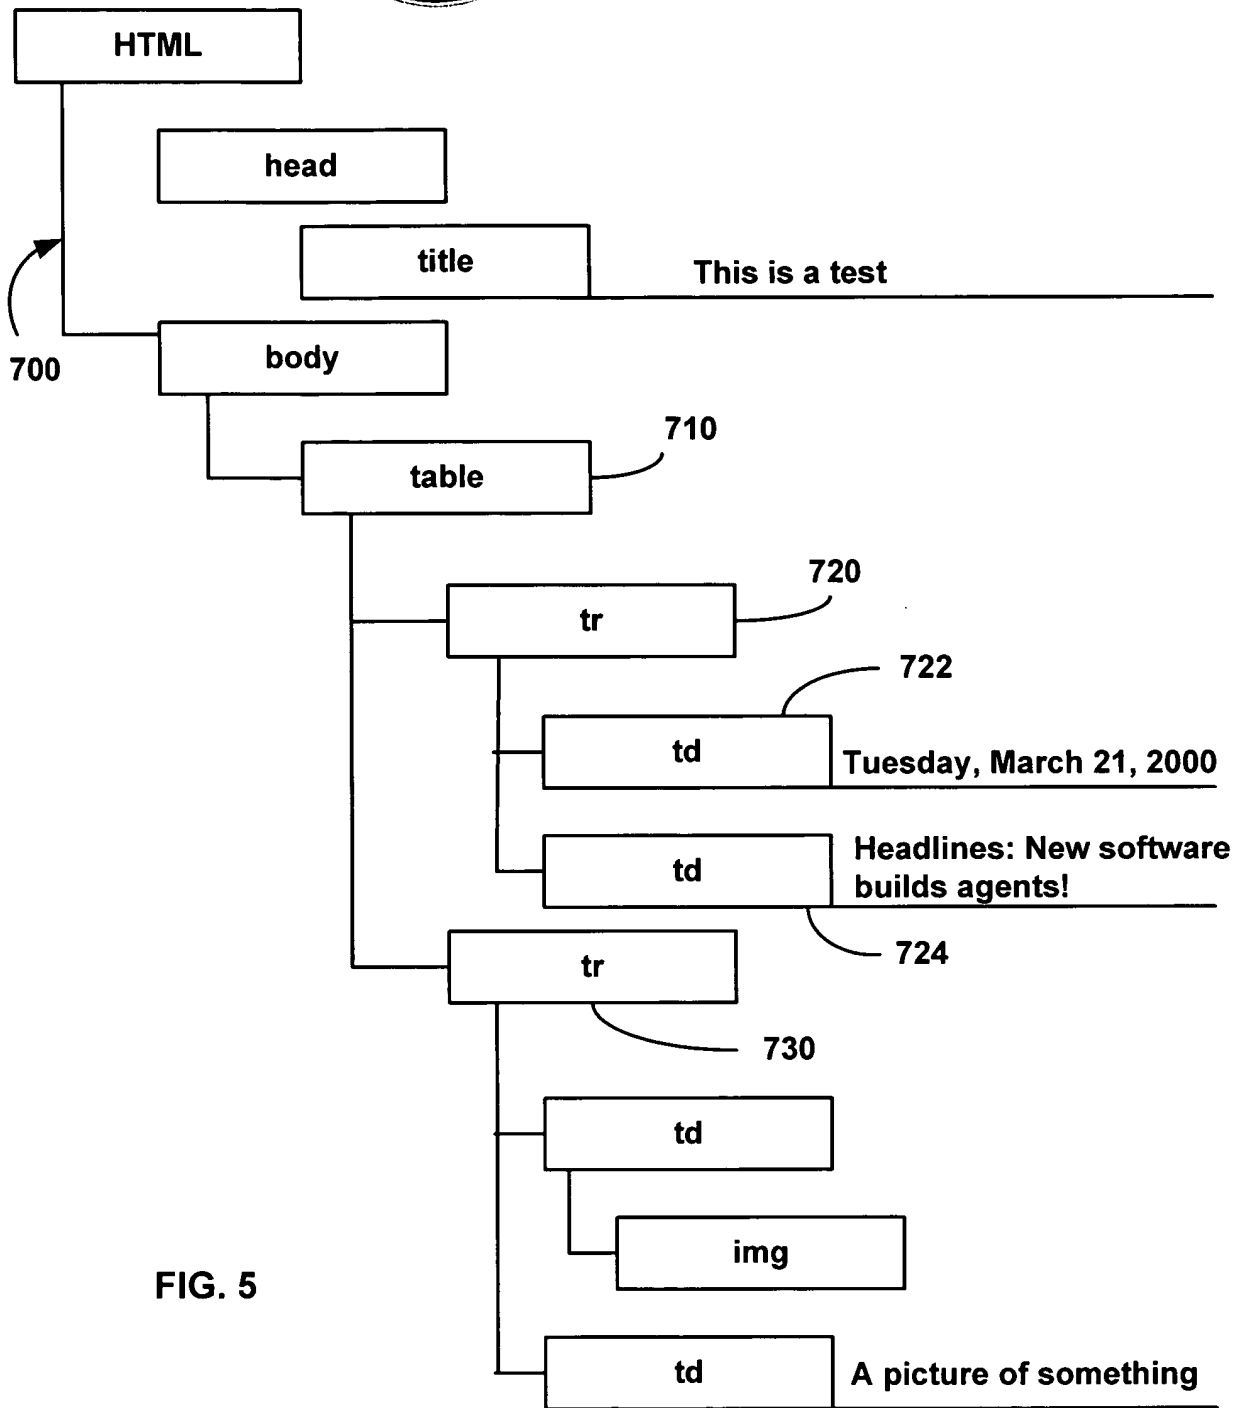 HTML
head
title
This is a test
body
700
710
table
720
tr
722
td
Tuesday, March 21, 2000
Headlines: New software
td
builds agents!
724
tr
730
td
img
FIG. 5
td
A picture of something